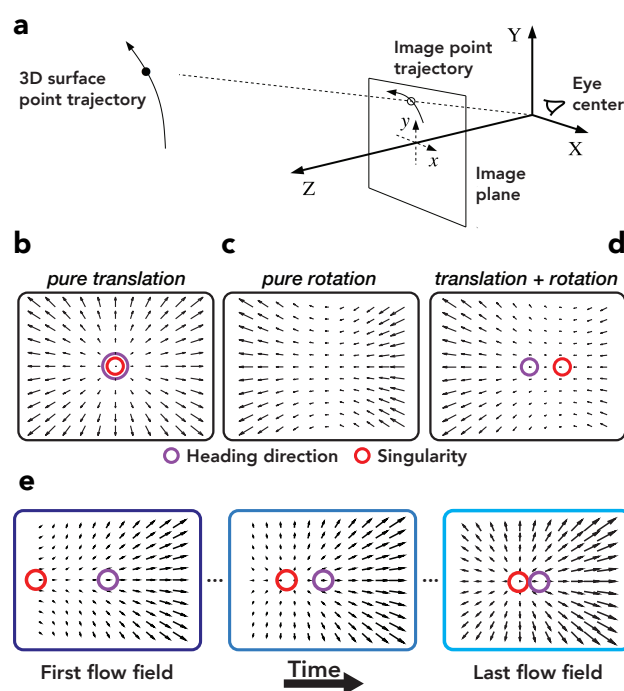 a
3D surface
point trajectory
Image point
trajectory
Y
Eye
center
X
y
x
Z
Image
plane
b
c
d
pure translation
pure rotation
translation + rotation
Heading direction
Singularity
e
...
...
First flow field
Time
Last flow field